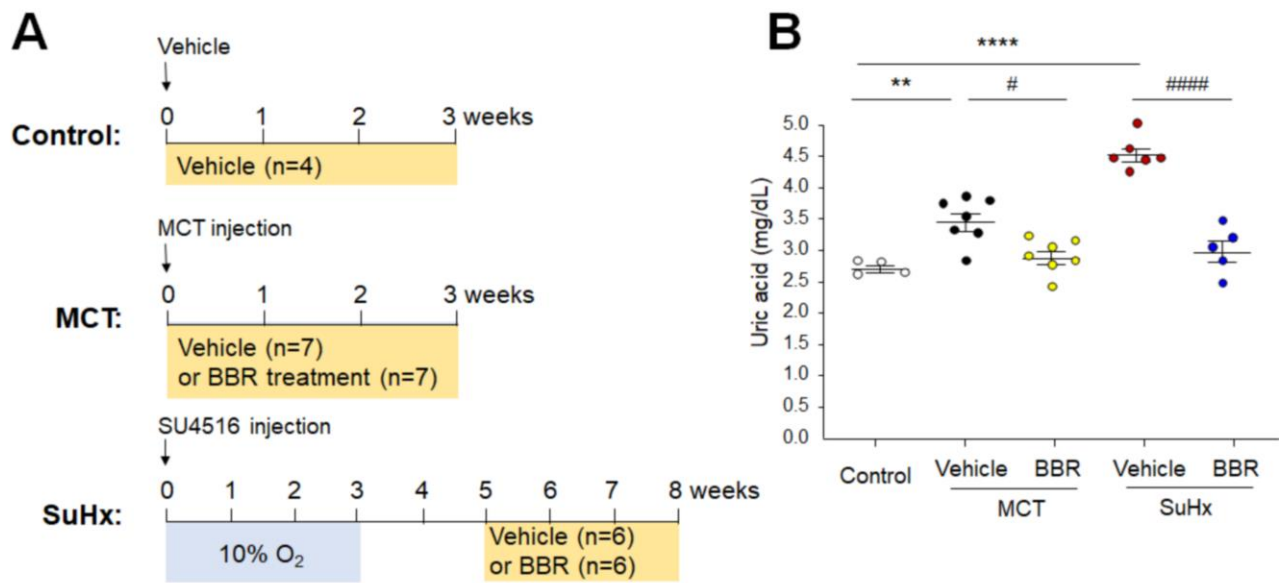 A
Vehicle
0 1 2 3 weeks
Control:
Vehicle (n=4)
MCT injection
0 1 2 3 weeks
MCT:
Vehicle (n=7)
or BBR treatment (n=7)
SU4516 injection
0 1 2 3 4 5 6 7 8 weeks
SuHx:
10% O₂
Vehicle (n=6)
or BBR (n=6)
B
****
** # ####
Uric acid (mg/dL)
5.0
4.5
4.0
3.5
3.0
2.5
2.0
1.5
1.0
0.5
0.0
Control Vehicle BBR Vehicle BBR
MCT SuHx